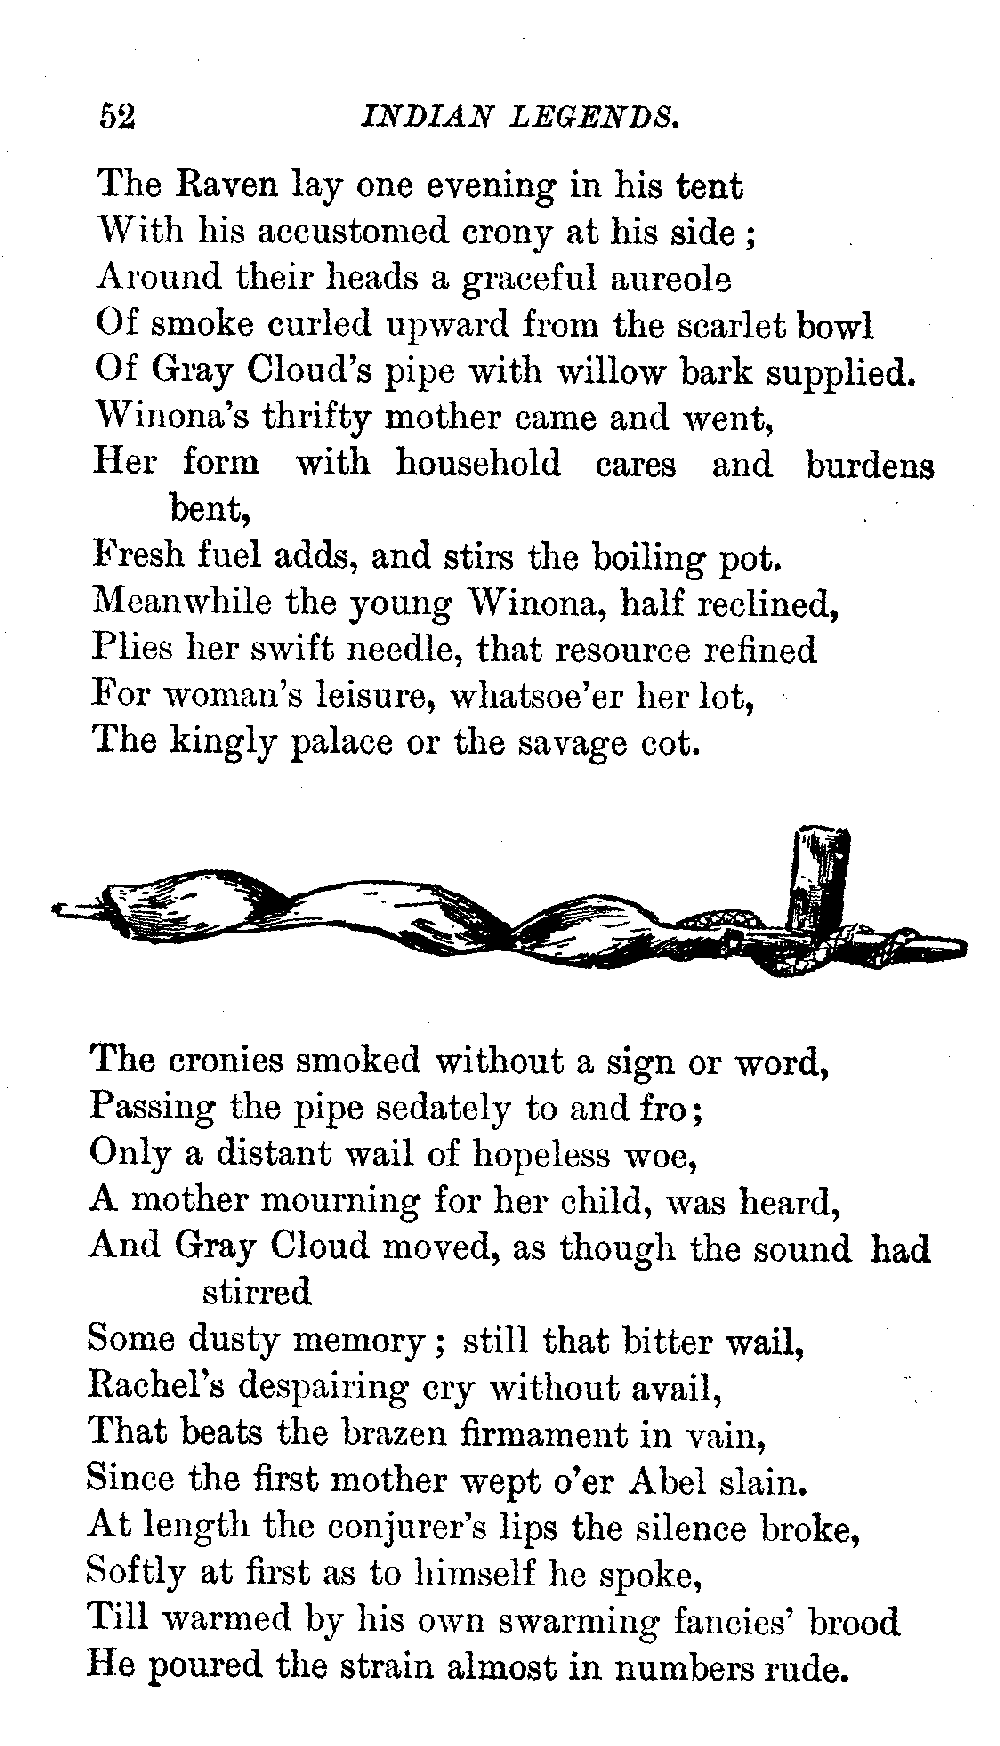 52 INDIAN LEGENDS.
The Raven lay one evening in his tent
With his accustomed crony at his side ;
Around their heads a graceful aureole
Of smoke curled upward from the scarlet bowl
Of Gray Cloud's pipe with willow bark supplied.
Winona's thrifty mother came and went,
Her form with household cares and burdens
bent,
Fresh fuel adds, and stirs the boiling pot.
Meanwhile the young Winona, half reclined,
Plies her swift needle, that resource refined
For woman's leisure, whatsoe'er her lot,
The kingly palace or the savage cot.
The cronies smoked without a sign or word,
Passing the pipe sedately to and fro ;
Only a distant wail of hopeless woe,
A mother mourning for her child, was heard,
And Gray Cloud moved, as though the sound had
stirred
Some dusty memory ; still that bitter wail,
Rachel's despairing cry without avail,
That beats the brazen firmament in vain,
Since the first mother wept o'er Abel slain.
At length the conjurer's lips the silence broke,
Softly at first as to himself he spoke,
Till warmed by his own swarming fancies' brood
He poured the strain almost in numbers rude.